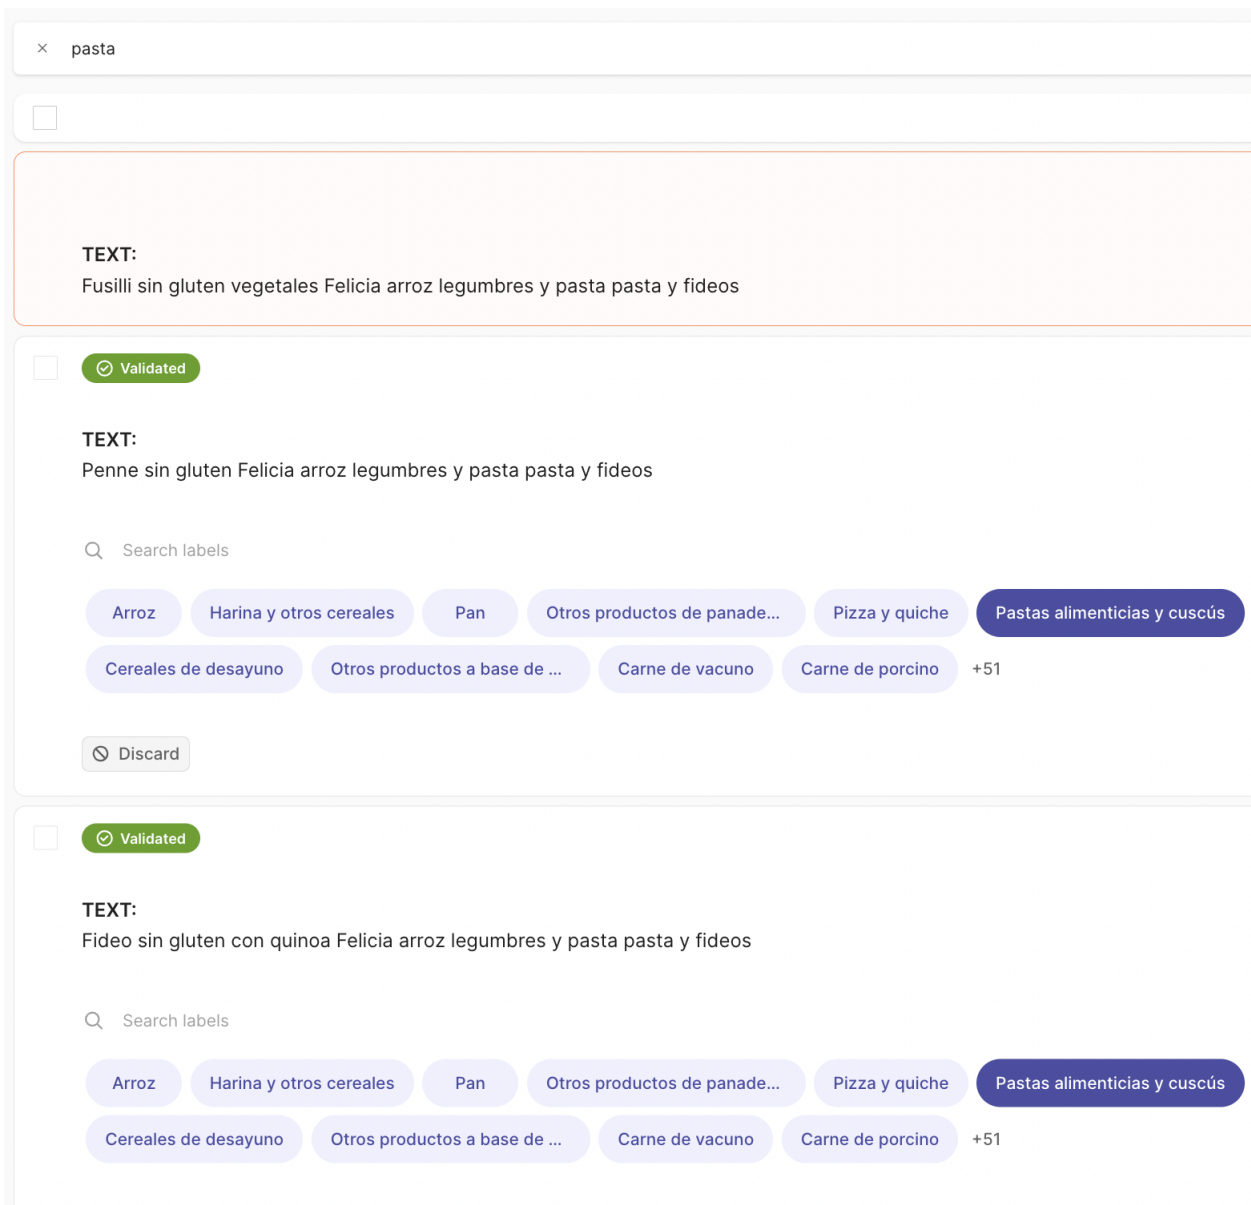 pasta
TEXT:
Fusilli sin gluten vegetales Felicia arroz legumbres y pasta pasta y fideos
Validated
TEXT:
Penne sin gluten Felicia arroz legumbres y pasta pasta y fideos
Search labels
Arroz Harina y otros cereales Pan Otros productos de panade... Pizza y quiche Pastas alimenticias y cuscús
Cereales de desayuno Otros productos a base de ... Carne de vacuno Carne de porcino +51
Discard
Validated
TEXT:
Fideo sin gluten con quinoa Felicia arroz legumbres y pasta pasta y fideos
Search labels
Arroz Harina y otros cereales Pan Otros productos de panade... Pizza y quiche Pastas alimenticias y cuscús
Cereales de desayuno Otros productos a base de ... Carne de vacuno Carne de porcino +51